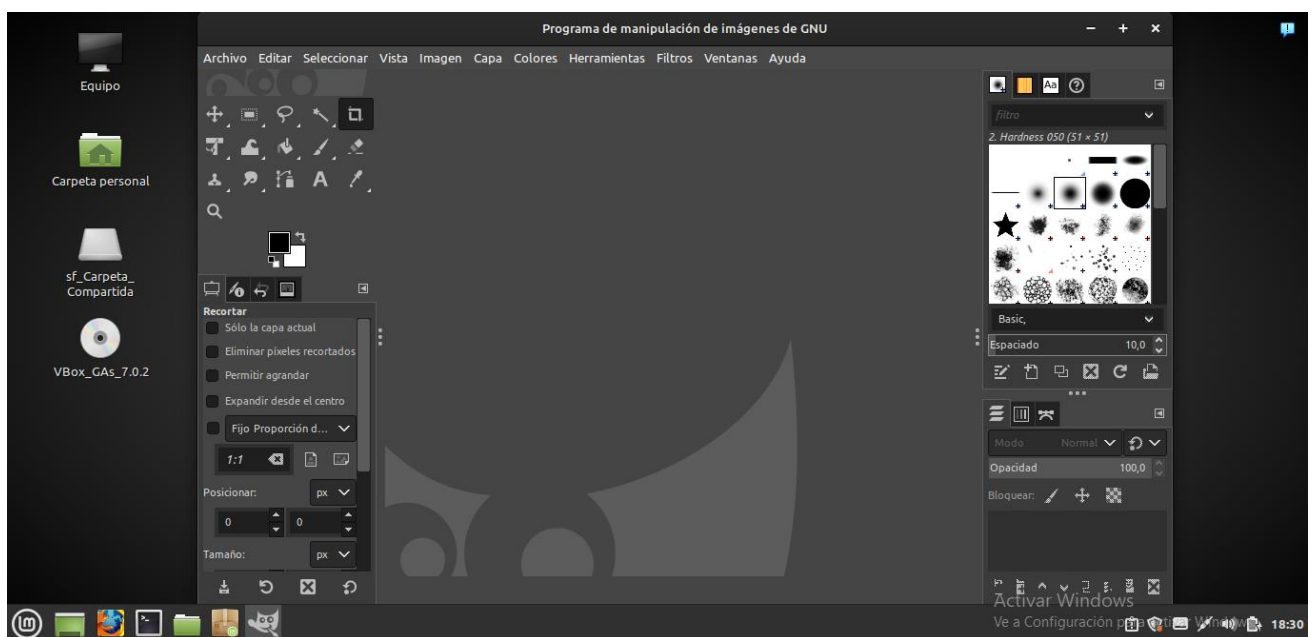 Programa de manipulación de imágenes de GNU
Archivo Editar Seleccionar Vista Imagen Capa Colores Herramientas Filtros Ventanas Ayuda
Equipo
Carpeta personal
sf_Carpeta_
Compartida
VBox_GAs_7.0.2
Recortar
Sólo la capa actual
Eliminar píxeles recortados
Permitir agrandar
Expandir desde el centro
Fijo Proporción d...
1:1
Posicionar:
px
0
0
Tamaño:
px
Aa
filtro
2. Hardness 050 (51 × 51)
Basic,
Espaciado 10,0
Modo Normal
Opacidad 100,0
Bloquear:
Activar Windows
Ve a Configuración
18:30